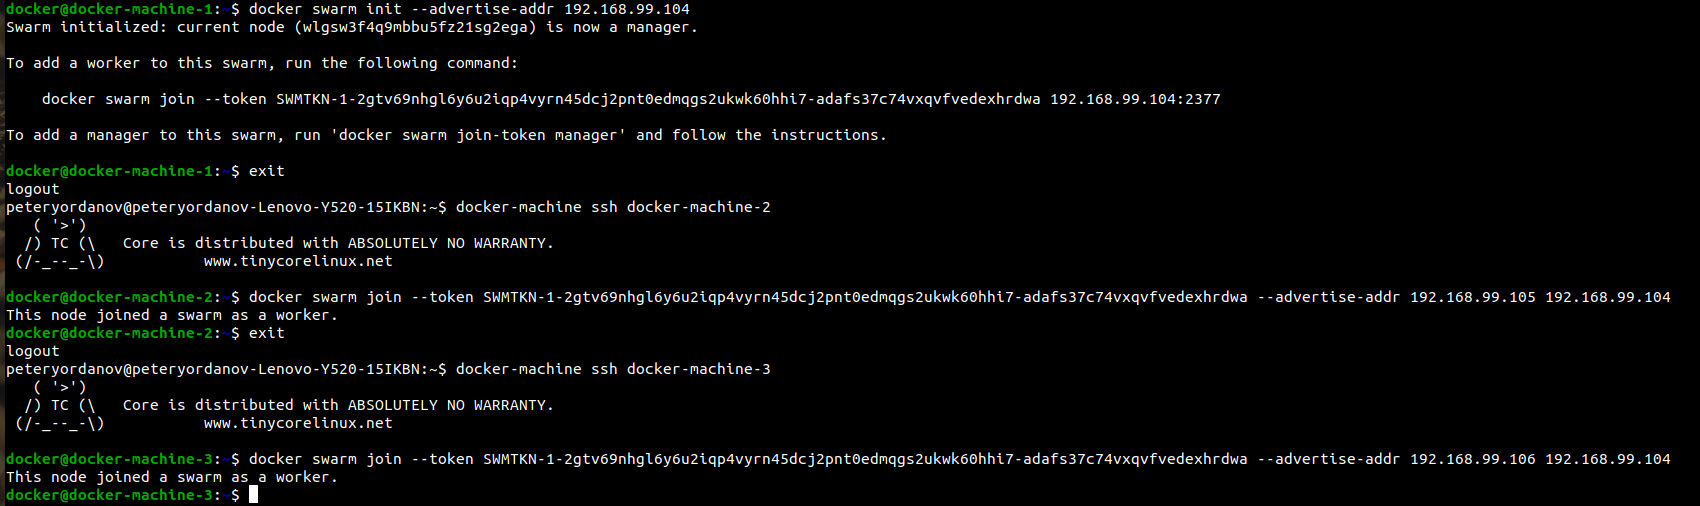 docker@docker-machine-1:~$ docker swarm init --advertise-addr 192.168.99.104
Swarm initialized: current node (wlgsw3f4q9mbbu5fz21sg2ega) is now a manager.
To add a worker to this swarm, run the following command:
docker swarm join --token SWMTKN-1-2gtv69nhgl6y6u2iqp4vyrn45dcj2pnt0edmqgs2ukwk60hhi7-adafs37c74vxqvfvedexhrdwa 192.168.99.104:2377
To add a manager to this swarm, run 'docker swarm join-token manager' and follow the instructions.
docker@docker-machine-1:~$ exit
logout
peteryordanov@peteryordanov-Lenovo-Y520-15IKBN:~$ docker-machine ssh docker-machine-2
( '>')
/) TC (\   Core is distributed with ABSOLUTELY NO WARRANTY.
(/-_--_-\)           www.tinycorelinux.net
docker@docker-machine-2:~$ docker swarm join --token SWMTKN-1-2gtv69nhgl6y6u2iqp4vyrn45dcj2pnt0edmqgs2ukwk60hhi7-adafs37c74vxqvfvedexhrdwa --advertise-addr 192.168.99.105 192.168.99.104
This node joined a swarm as a worker.
docker@docker-machine-2:~$ exit
logout
peteryordanov@peteryordanov-Lenovo-Y520-15IKBN:~$ docker-machine ssh docker-machine-3
( '>')
/) TC (\   Core is distributed with ABSOLUTELY NO WARRANTY.
(/-_--_-\)           www.tinycorelinux.net
docker@docker-machine-3:~$ docker swarm join --token SWMTKN-1-2gtv69nhgl6y6u2iqp4vyrn45dcj2pnt0edmqgs2ukwk60hhi7-adafs37c74vxqvfvedexhrdwa --advertise-addr 192.168.99.106 192.168.99.104
This node joined a swarm as a worker.
docker@docker-machine-3:~$